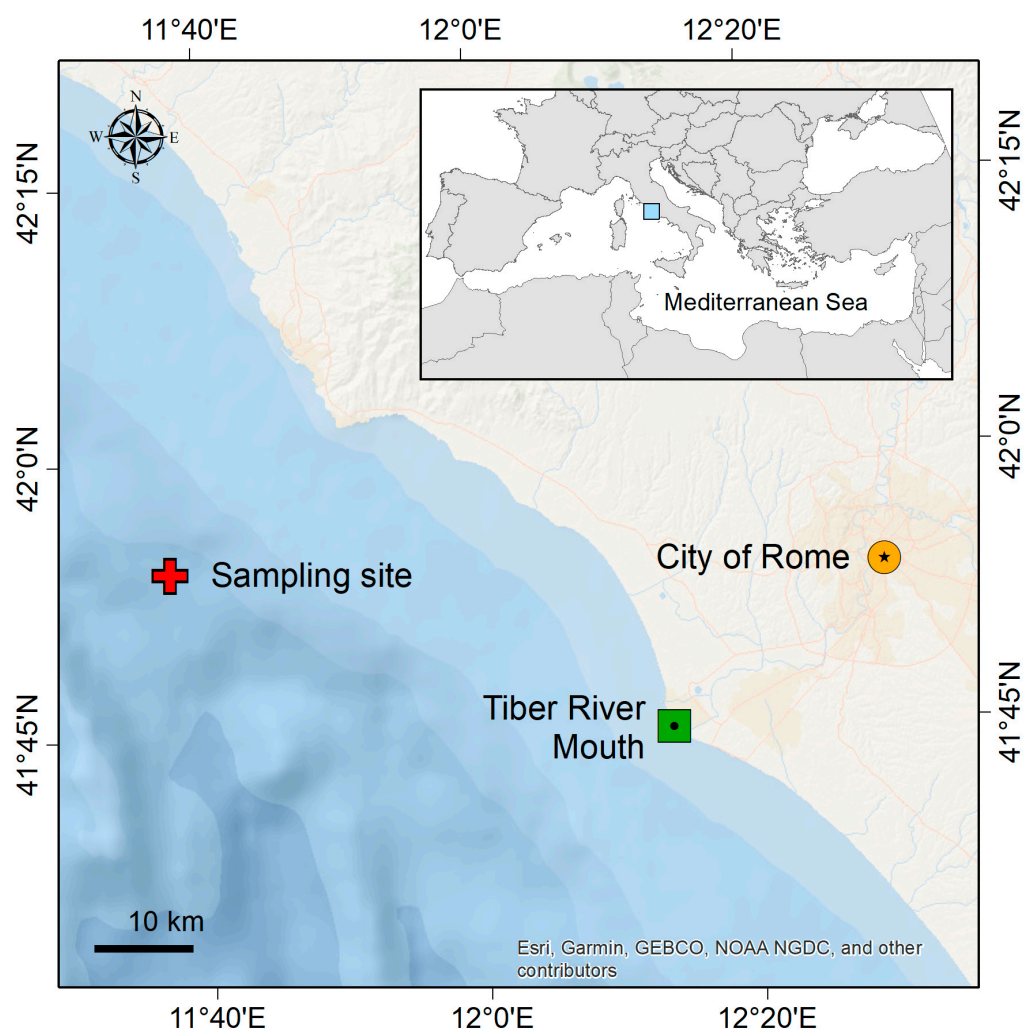 11°40'E
12°0'E
12°20'E
N
W
E
S
42°15'N
42°15'N
Mediterranean Sea
42°0'N
42°0'N
City of Rome
Sampling site
Tiber River
Mouth
41°45'N
41°45'N
10 km
Esri, Garmin, GEBCO, NOAA NGDC, and other
contributors
11°40'E
12°0'E
12°20'E